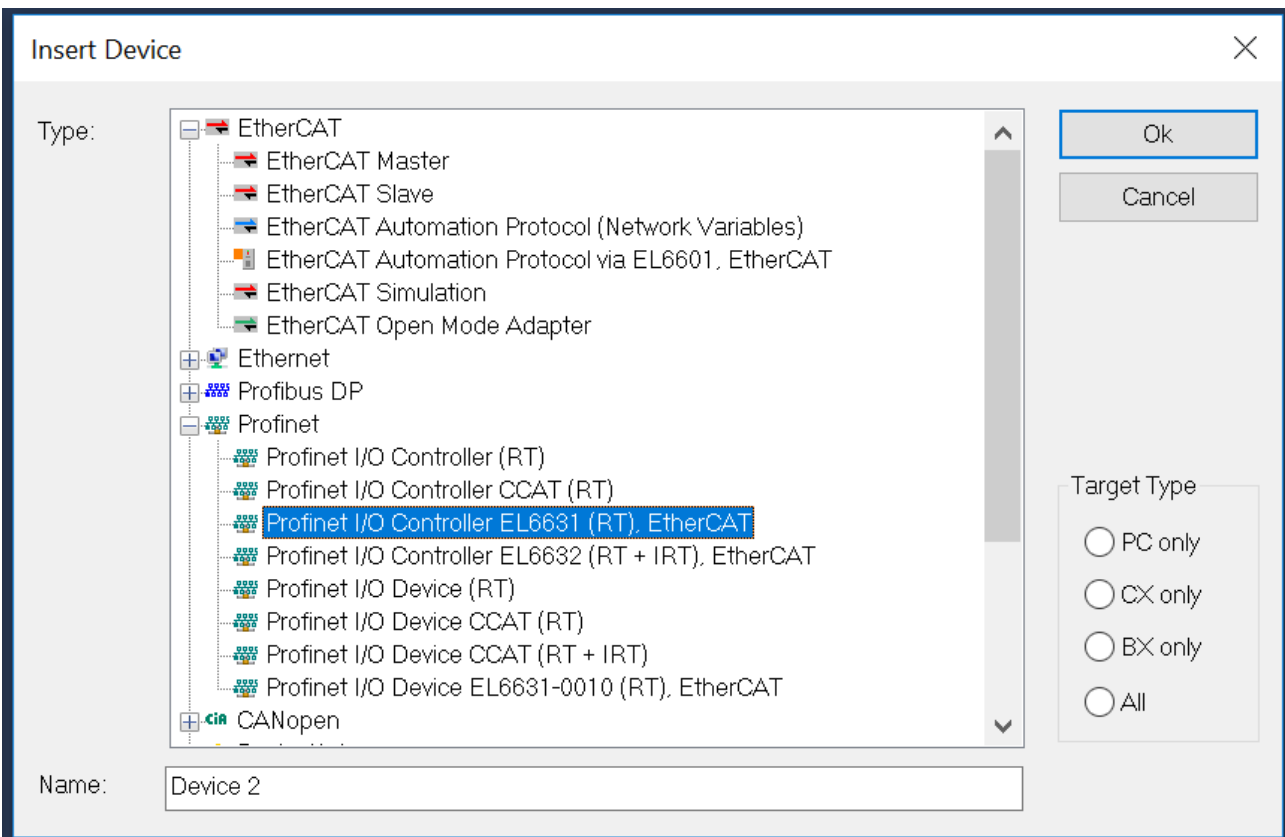 Insert Device
Type:
EtherCAT
EtherCAT Master
EtherCAT Slave
EtherCAT Automation Protocol (Network Variables)
EtherCAT Automation Protocol via EL6601, EtherCAT
EtherCAT Simulation
EtherCAT Open Mode Adapter
Ethernet
Profibus DP
Profinet
Profinet I/O Controller (RT)
Profinet I/O Controller CCAT (RT)
Profinet I/O Controller EL6631 (RT), EtherCAT
Profinet I/O Controller EL6632 (RT + IRT), EtherCAT
Profinet I/O Device (RT)
Profinet I/O Device CCAT (RT)
Profinet I/O Device CCAT (RT + IRT)
Profinet I/O Device EL6631-0010 (RT), EtherCAT
CiA CANopen
Ok
Cancel
Target Type
PC only
CX only
BX only
All
Name:
Device 2